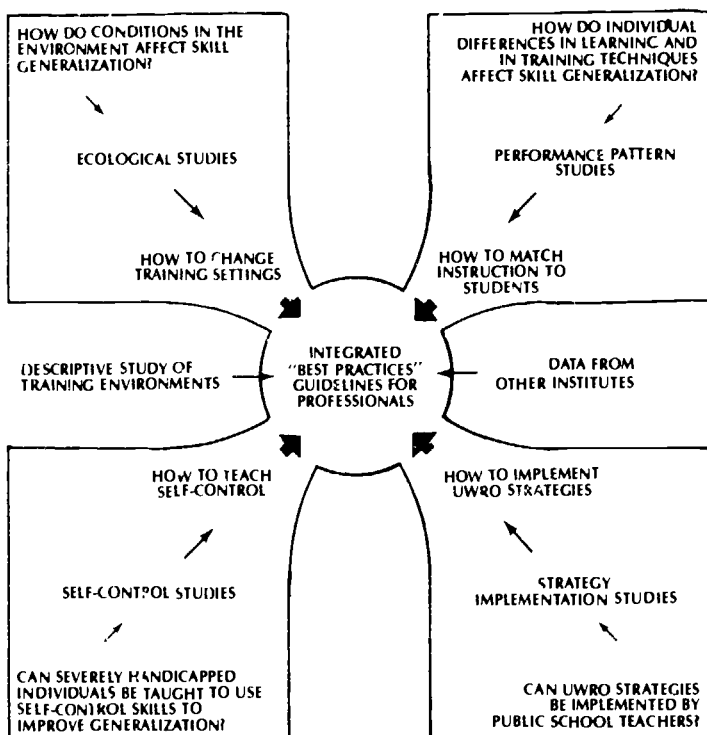 HOW DO CONDITIONS IN THE
ENVIRONMENT AFFECT SKILL
GENERALIZATION?
ECOLOGICAL STUDIES
HOW TO CHANGE
TRAINING SETTINGS
HOW DO INDIVIDUAL
DIFFERENCES IN LEARNING AND
IN TRAINING TECHNIQUES
AFFECT SKILL GENERALIZATION?
PERFORMANCE PATTERN
STUDIES
HOW TO MATCH
INSTRUCTION TO
STUDENTS
DESCRIPTIVE STUDY OF
TRAINING ENVIRONMENTS
INTEGRATED
"BEST PRACTICES"
GUIDELINES FOR
PROFESSIONALS
DATA FROM
OTHER INSTITUTES
HOW TO TEACH
SELF-CONTROL
SELF-CONTROL STUDIES
CAN SEVERELY HANDICAPPED
INDIVIDUALS BE TAUGHT TO USE
SELF-CONTROL SKILLS TO
IMPROVE GENERALIZATION?
HOW TO IMPLEMENT
UWRO STRATEGIES
STRATEGY
IMPLEMENTATION STUDIES
CAN UWRO STRATEGIES
BE IMPLEMENTED BY
PUBLIC SCHOOL TEACHERS?